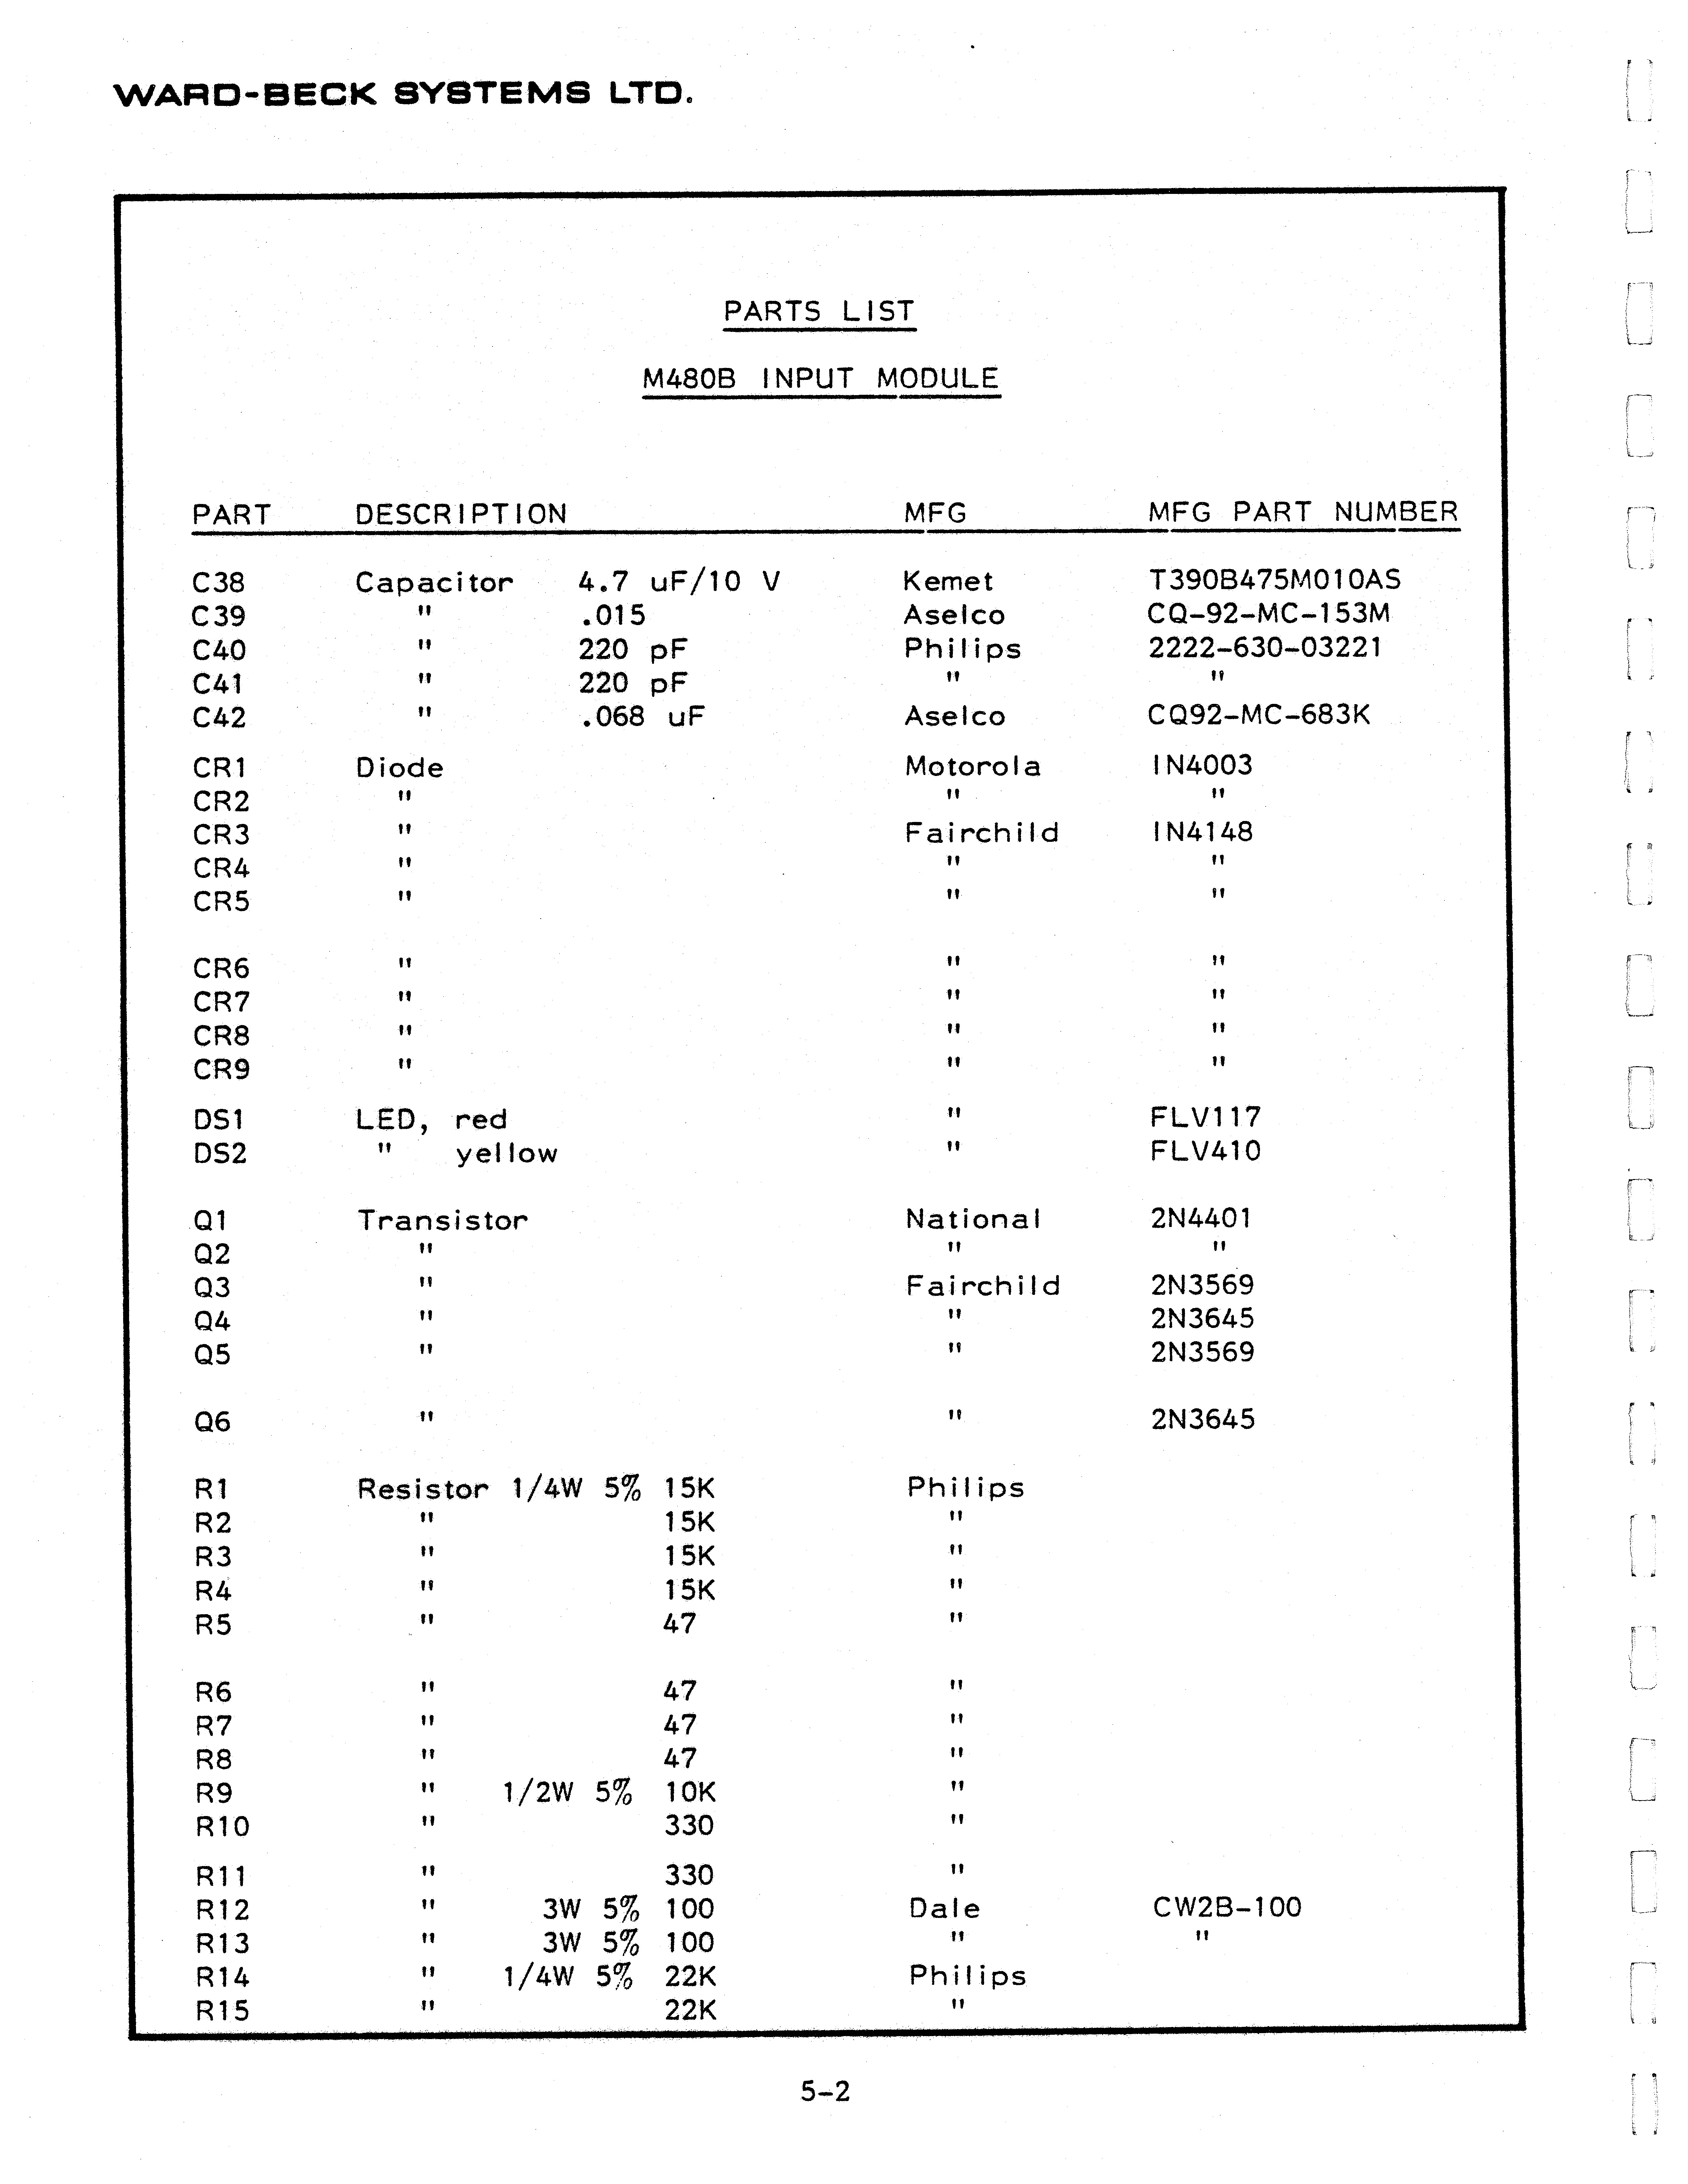 WARD-BECK SYSTEMS LTD.
PARTS LIST
M480B INPUT MODULE
PART DESCRIPTION MFG MFG PART NUMBER
C38 Capacitor 4.7 uF/10 V Kemet T390B475M010AS
C39 " .015 Aselco CQ-92-MC-153M
C40 " 220 pF Philips 2222-630-03221
C41 " 220 pF " "
C42 " .068 uF Aselco CQ92-MC-683K
CR1 Diode Motorola IN4003
CR2 " " "
CR3 " Fairchild IN4148
CR4 " " "
CR5 " " "
CR6 " " "
CR7 " " "
CR8 " " "
CR9 " " "
DS1 LED, red " FLV117
DS2 " yellow " FLV410
Q1 Transistor National 2N4401
Q2 " " "
Q3 " Fairchild 2N3569
Q4 " " 2N3645
Q5 " " 2N3569
Q6 " " 2N3645
R1 Resistor 1/4W 5% 15K Philips
R2 " 15K "
R3 " 15K "
R4 " 15K "
R5 " 47 "
R6 " 47 "
R7 " 47 "
R8 " 47 "
R9 " 1/2W 5% 10K "
R10 " 330 "
R11 " 330 "
R12 " 3W 5% 100 Dale CW2B-100
R13 " 3W 5% 100 " "
R14 " 1/4W 5% 22K Philips
R15 " 22K "
5-2